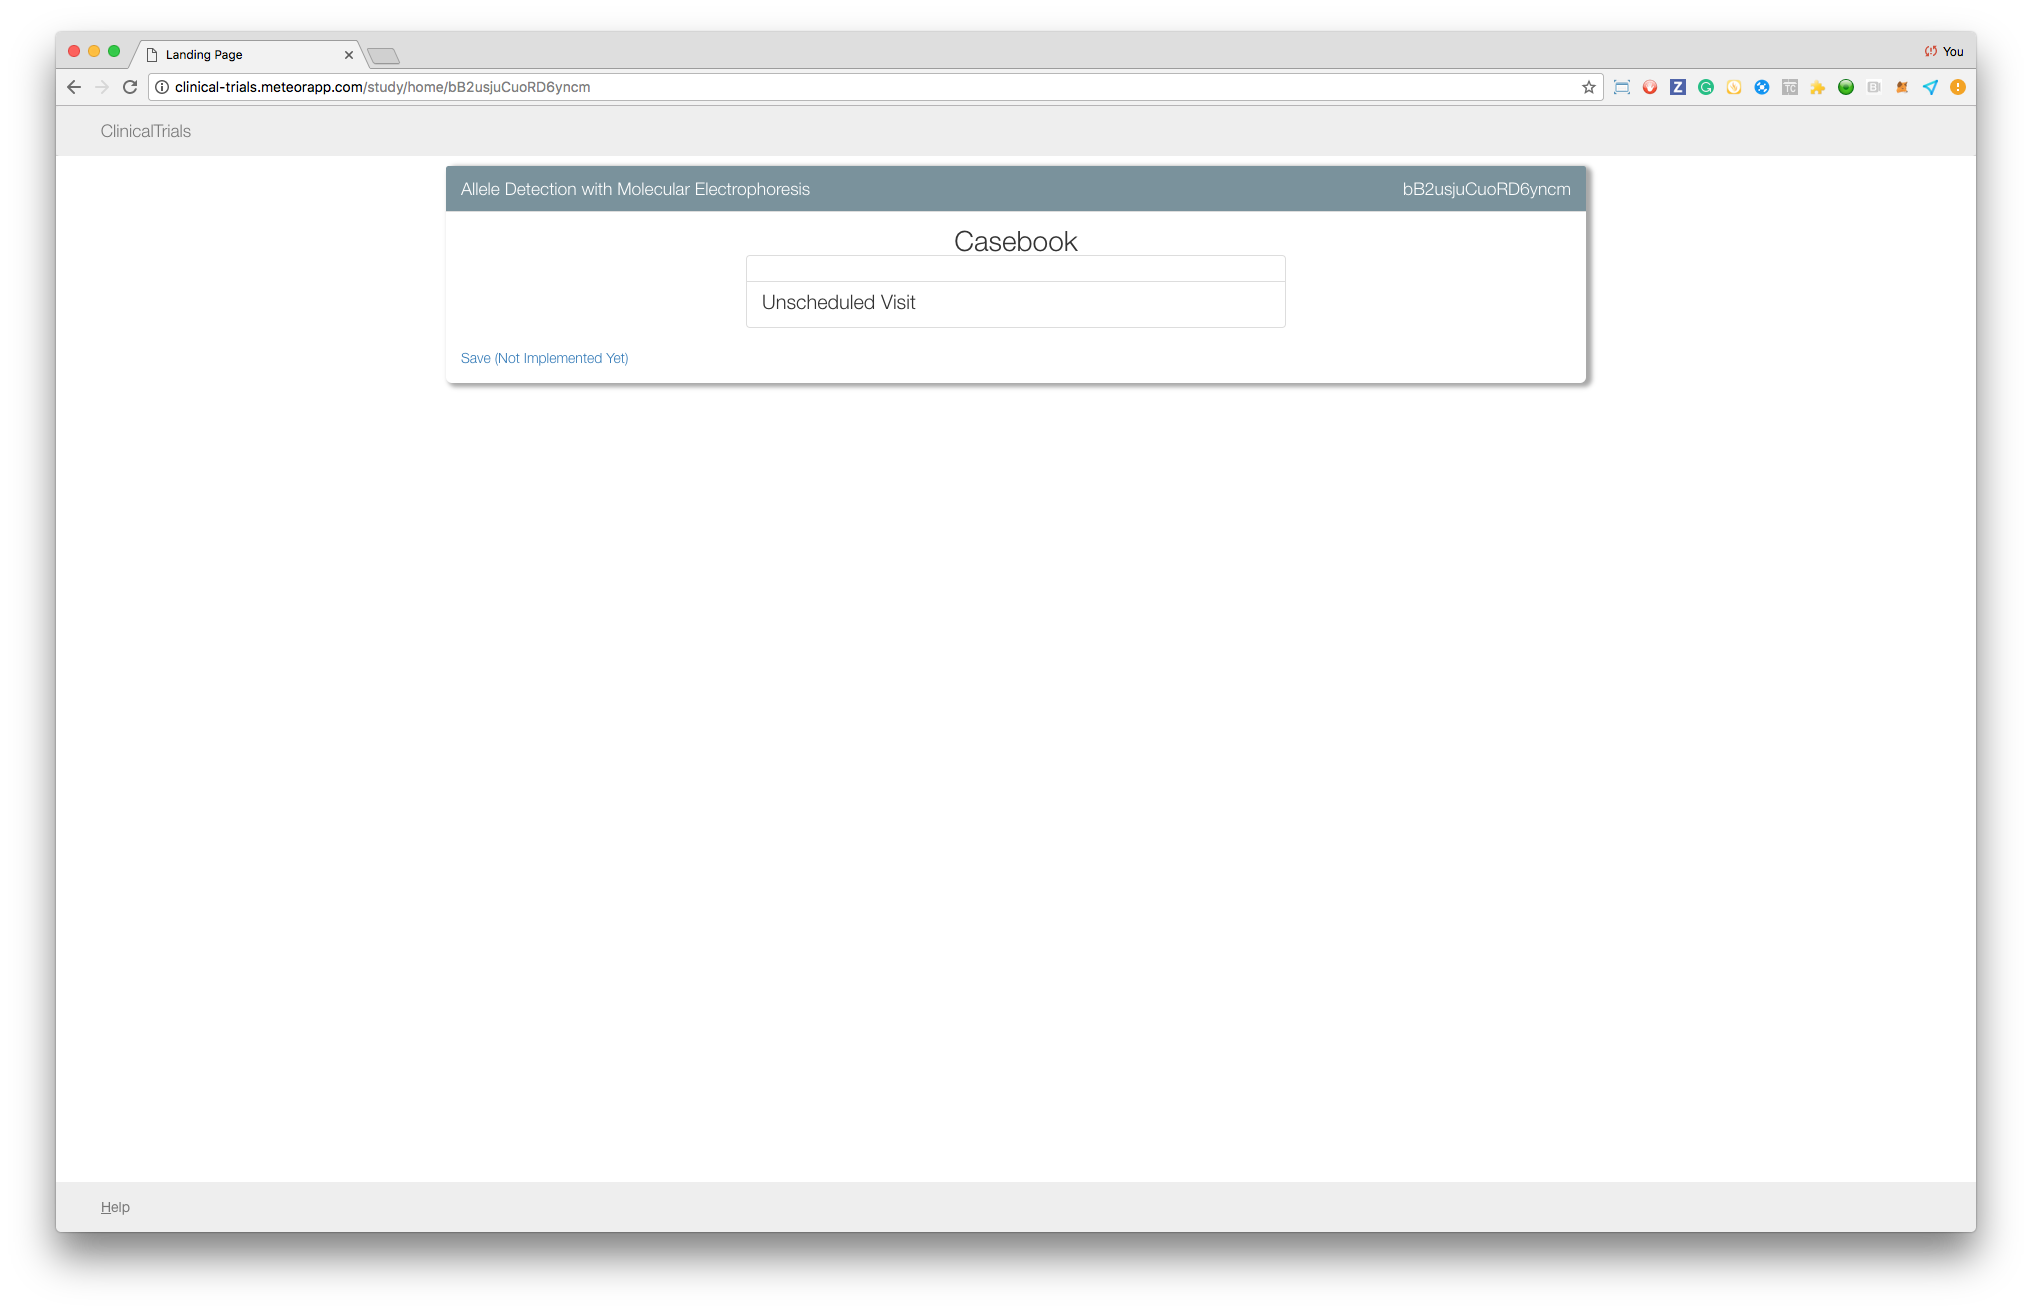 Landing Page
You
clinical-trials.meteorapp.com/study/home/bB2usjuCuoRD6yncm
ClinicalTrials
Allele Detection with Molecular Electrophoresis
bB2usjuCuoRD6yncm
Casebook
Unscheduled Visit
Save (Not Implemented Yet)
Help